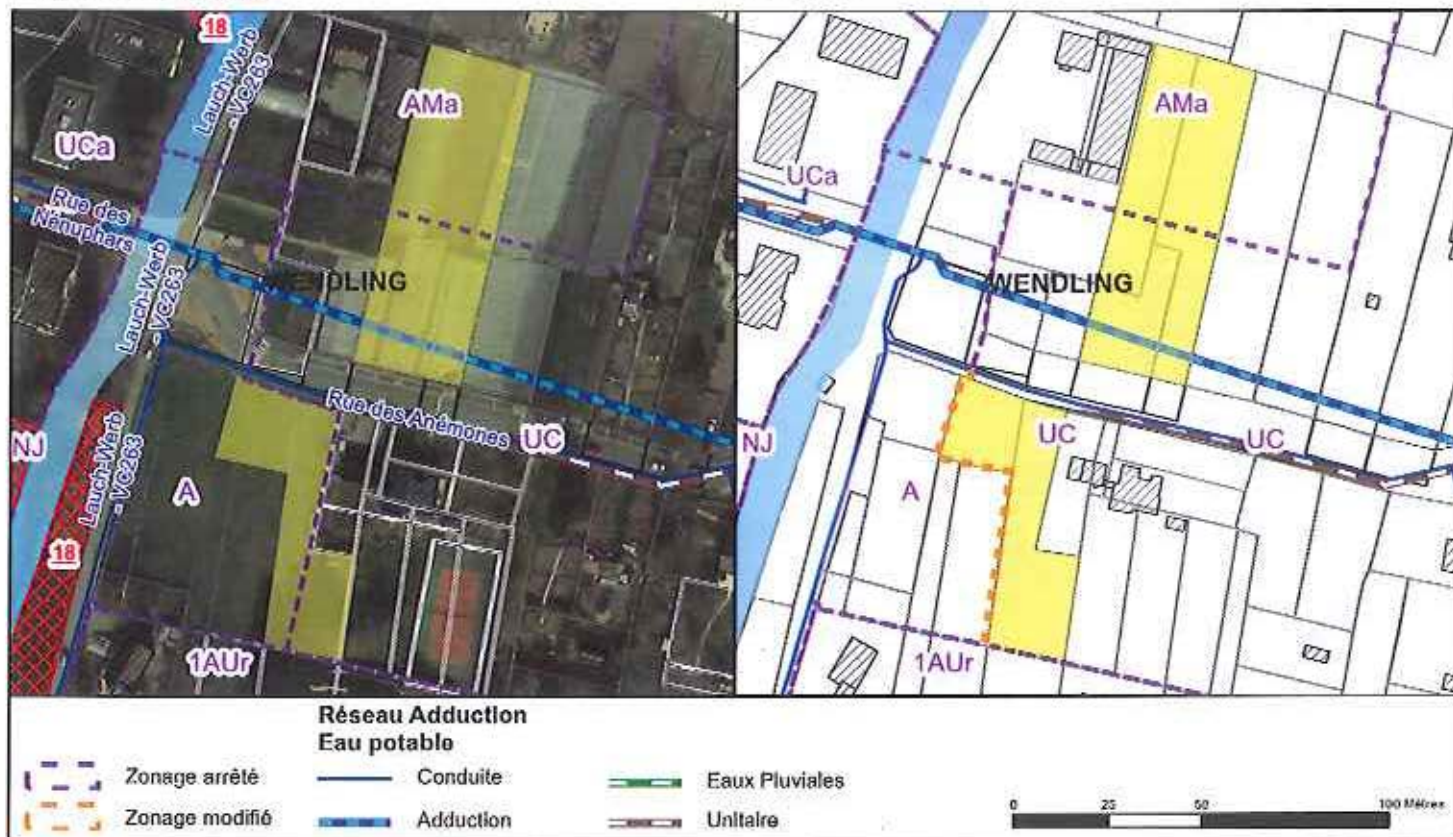 18
Lauch-Werb
- VC263
AMa
UCa
Rue des
Nénuphars
WENDLING
Lauch-Werb
- VC263
Rue des Anémones
UC
NJ
A
Lauch-Werb
- VC263
18
1AUr
AMa
UCa
WENDLING
UC
UC
NJ
A
1AUr
Réseau Adduction
Eau potable
Zonage arrêté
Conduite
Eaux Pluviales
Zonage modifié
Adduction
Unitaire
0 25 50 100 Mètres